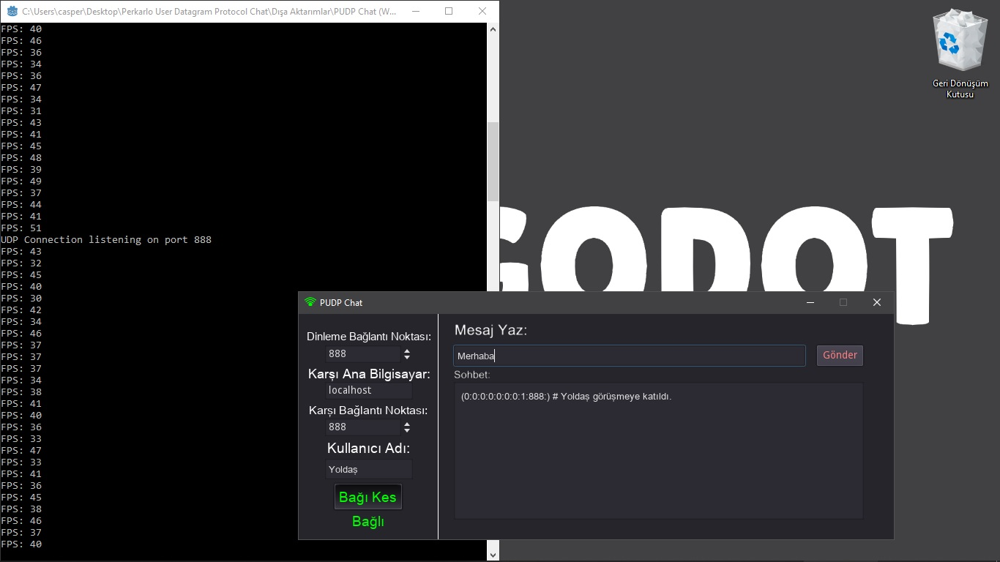 C:\Users\casper\Desktop\Perkarlo User Datagram Protocol Chat\Dışa Aktarımlar\PUDP Chat (W...
FPS: 40
FPS: 46
FPS: 36
FPS: 34
FPS: 36
FPS: 47
FPS: 34
FPS: 31
FPS: 43
FPS: 41
FPS: 45
FPS: 48
FPS: 39
FPS: 49
FPS: 37
FPS: 44
FPS: 41
FPS: 51
UDP Connection listening on port 888
FPS: 43
FPS: 32
FPS: 45
FPS: 40
FPS: 30
FPS: 42
FPS: 34
FPS: 46
FPS: 37
FPS: 37
FPS: 37
FPS: 34
FPS: 38
FPS: 41
FPS: 40
FPS: 36
FPS: 33
FPS: 47
FPS: 33
FPS: 41
FPS: 36
FPS: 45
FPS: 38
FPS: 46
FPS: 37
FPS: 40
Geri Dönüşüm
Kutusu
GODOT
PUDP Chat
Dinleme Bağlantı Noktası:
888
Karşı Ana Bilgisayar:
localhost
Karşı Bağlantı Noktası:
888
Kullanıcı Adı:
Yoldaş
Bağı Kes
Bağlı
Mesaj Yaz:
Merhaba
Gönder
Sohbet:
(0:0:0:0:0:0:0:1:888:) # Yoldaş görüşmeye katıldı.